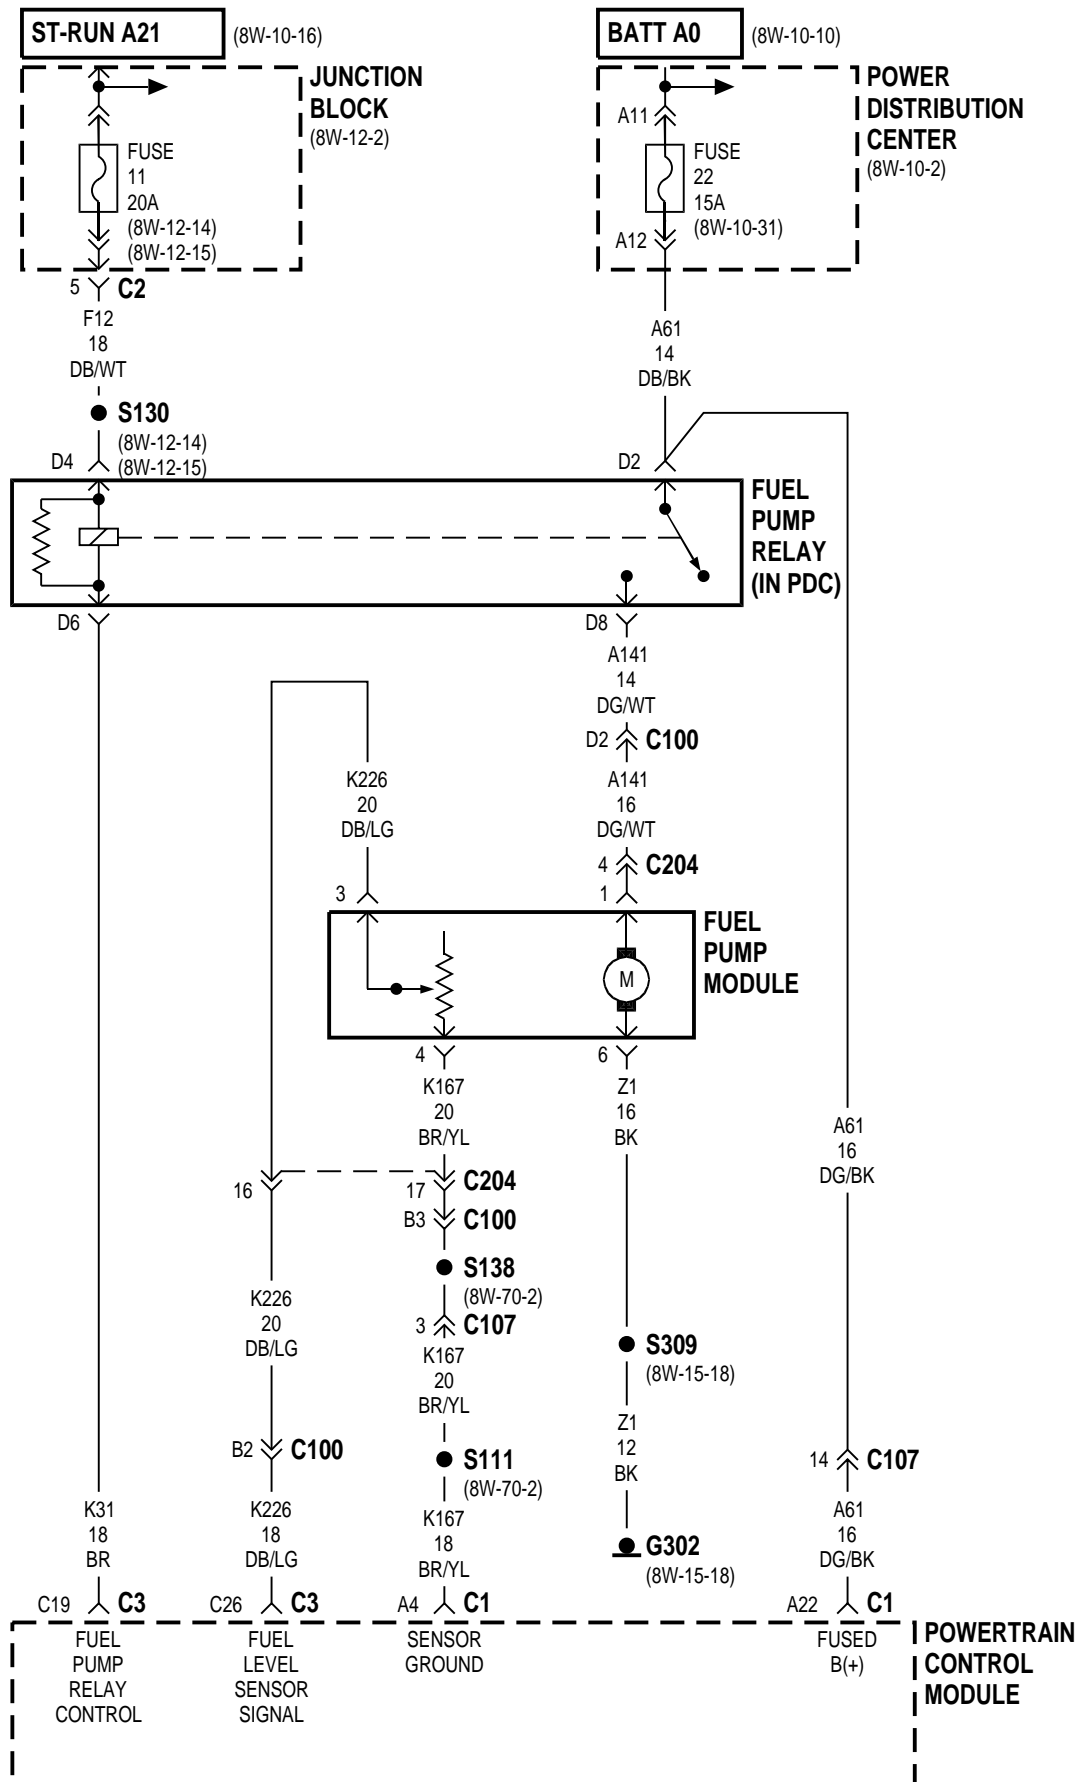 ST-RUN A21
(8W-10-16)
BATT A0
(8W-10-10)
JUNCTION
BLOCK
(8W-12-2)
POWER
DISTRIBUTION
CENTER
(8W-10-2)
FUSE
11
20A
(8W-12-14)
(8W-12-15)
A11
FUSE
22
15A
(8W-10-31)
A12
5
C2
F12
18
DB/WT
A61
14
DB/BK
S130
(8W-12-14)
(8W-12-15)
D4
D2
FUEL
PUMP
RELAY
(IN PDC)
D6
D8
A141
14
DG/WT
D2
C100
K226
20
DB/LG
A141
16
DG/WT
4
C204
3
1
FUEL
PUMP
MODULE
M
4
6
K167
20
BR/YL
Z1
16
BK
A61
16
DG/BK
16
17
C204
B3
C100
S138
(8W-70-2)
K226
20
DB/LG
3
C107
K167
20
BR/YL
S309
(8W-15-18)
Z1
12
BK
B2
C100
S111
(8W-70-2)
14
C107
K31
18
BR
K226
18
DB/LG
K167
18
BR/YL
G302
(8W-15-18)
A61
16
DG/BK
C19
C3
C26
C3
A4
C1
A22
C1
FUEL
PUMP
RELAY
CONTROL
FUEL
LEVEL
SENSOR
SIGNAL
SENSOR
GROUND
FUSED
B(+)
POWERTRAIN
CONTROL
MODULE